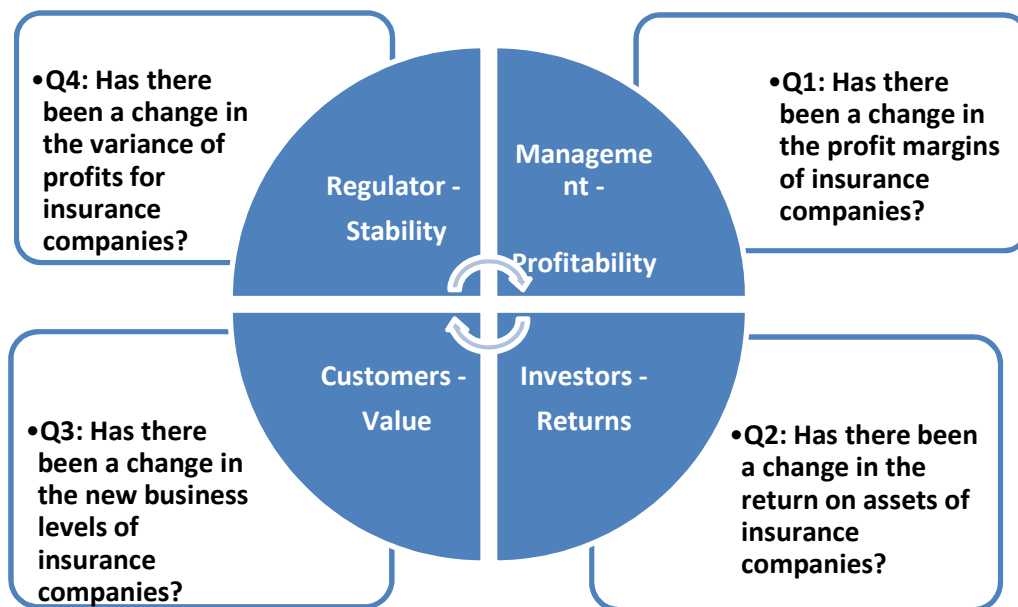 •Q4: Has there
been a change in
the variance of
profits for
insurance
companies?
Regulator -
Stability
Manageme
nt -
Profitability
•Q1: Has there
been a change in
the profit margins
of insurance
companies?
•Q3: Has there
been a change in
the new business
levels of
insurance
companies?
Customers -
Value
Investors -
Returns
•Q2: Has there been
a change in the
return on assets of
insurance
companies?